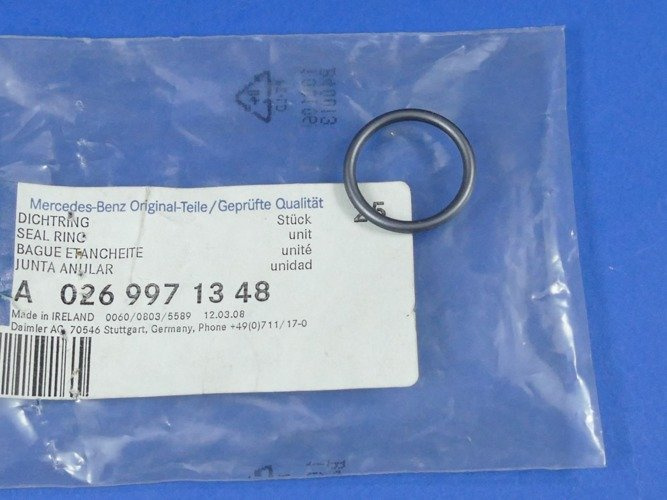 Mercedes-Benz Original-Teile/Geprüfte Qualität
DICHTRING Stück
SEAL RING unit
BAGUE ETANCHEITE unité
JUNTA ANULAR unidad
A 026 997 13 48
Made in IRELAND 0060/0803/5589 12.03.08
Daimler AG, 70546 Stuttgart, Germany, Phone +49(0)711/17-0